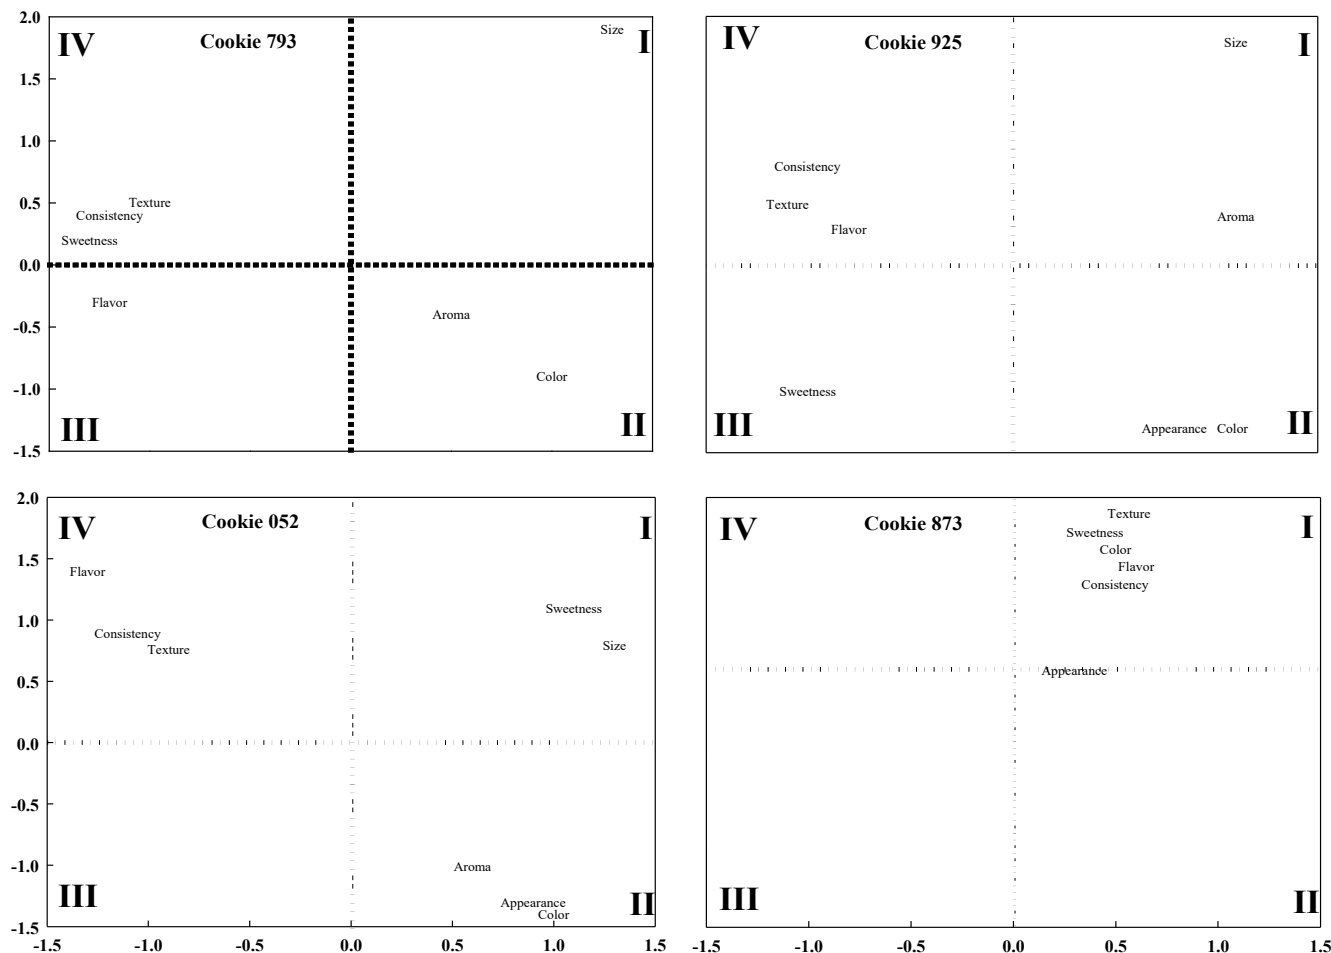 2.0
IV
Cookie 793
Size
I
1.5
1.0
0.5
Texture
Consistency
Sweetness
0.0
Flavor
Aroma
-0.5
Color
-1.0
III
II
-1.5
IV
Cookie 925
Size
I
Consistency
Texture
Aroma
Flavor
Sweetness
III
Appearance
Color
II
2.0
IV
Cookie 052
I
1.5
Flavor
1.0
Sweetness
Consistency
Texture
Size
0.5
0.0
-0.5
-1.0
Aroma
III
Appearance
II
Color
-1.5
-1.5 -1.0 -0.5 0.0 0.5 1.0 1.5
IV
Cookie 873
Texture
I
Sweetness
Color
Flavor
Consistency
Appearance
III
II
-1.5 -1.0 -0.5 0.0 0.5 1.0 1.5